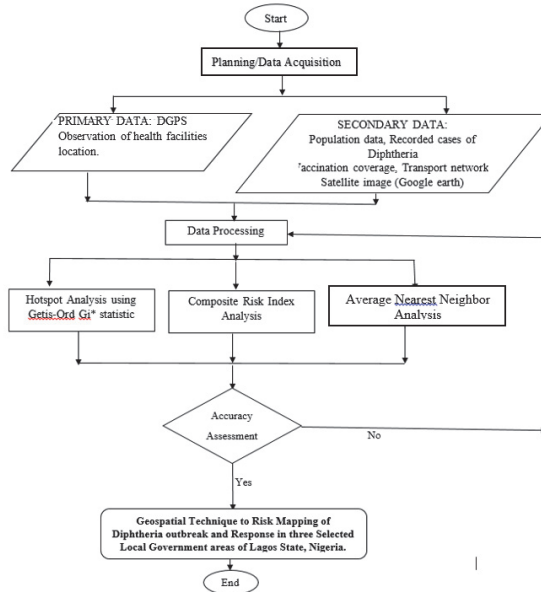 Start
Planning/Data Acquisition
PRIMARY DATA: DGPS
Observation of health facilities
location.
SECONDARY DATA:
Population data, Recorded cases of
Diphtheria
'accination coverage, Transport network
Satellite image (Google earth)
Data Processing
Hotspot Analysis using
Getis-Ord Gi* statistic
Composite Risk Index
Analysis
Average Nearest Neighbor
Analysis
Accuracy
Assessment
No
Yes
Geospatial Technique to Risk Mapping of
Diphtheria outbreak and Response in three Selected
Local Government areas of Lagos State, Nigeria.
End